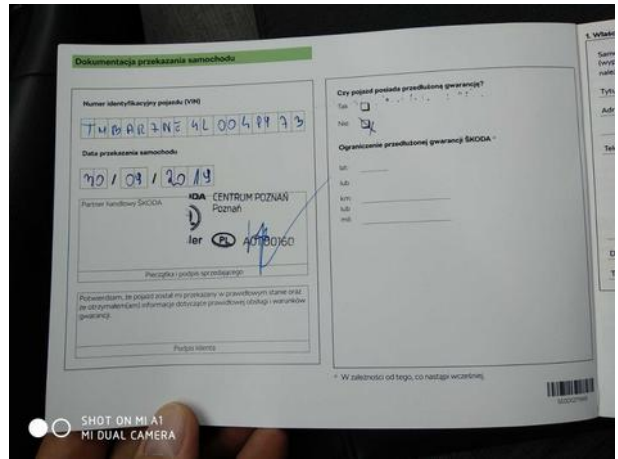 Dokumentacja przekazania samochodu
Numer identyfikacyjny pojazdu (VIN)
Data przekazania samochodu
30 / 09 / 2019
Partner handlowy ŠKODA
CENTRUM POZNAŃ
Poznań
ler PL
Pieczątka i podpis sprzedającego
Potwierdzam, że pojazd został mi przekazany w prawidłowym stanie oraz
że otrzymałem(am) informacje dotyczące prawidłowej obsługi i warunków
gwarancji.
Podpis klienta
Czy pojazd posiada przedłużoną gwarancję?
Tak
Nie
Ograniczenie przedłużonej gwarancji ŠKODA *
lat:
lub
km:
lub
mil:
* W zależności od tego, co nastąpi wcześniej.
SHOT ON MI A1
MI DUAL CAMERA